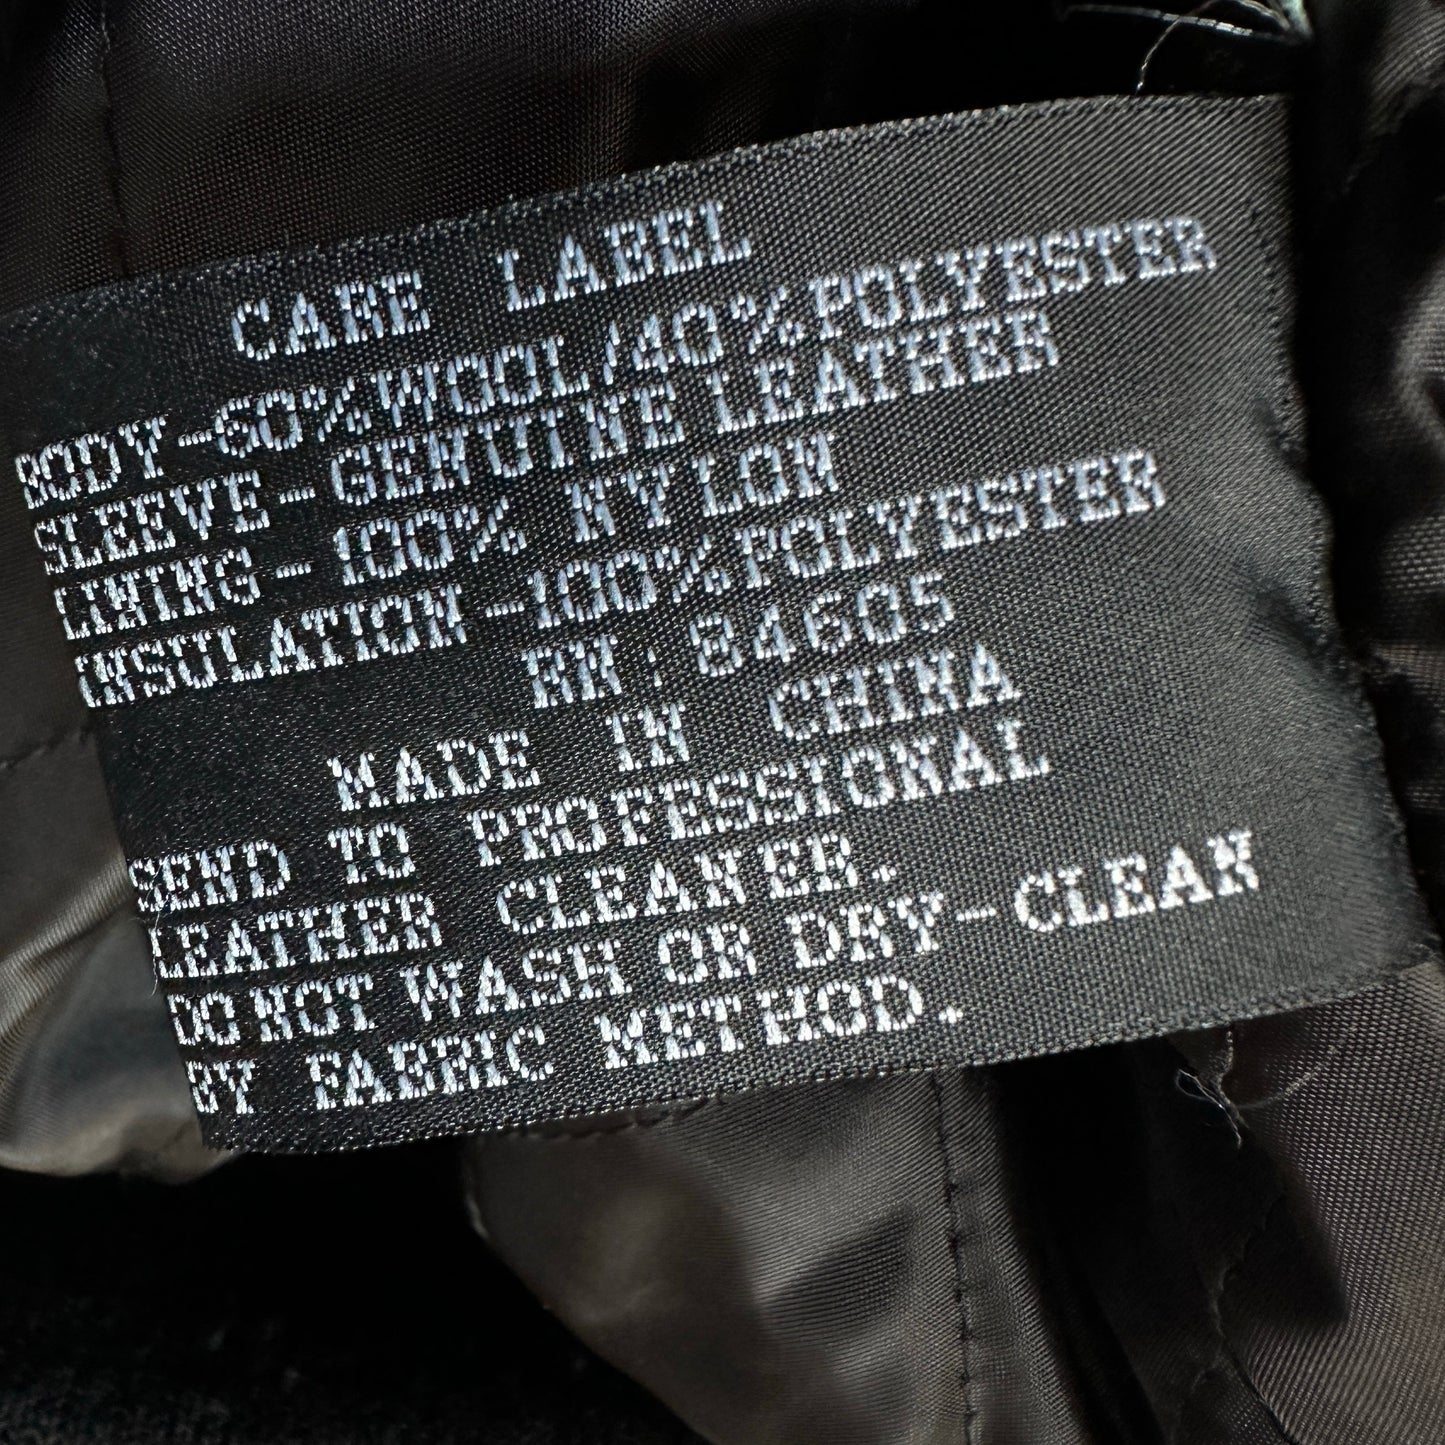 CARE LABEL
BODY-60%WOOL/40%POLYESTER
SLEEVE-GENUINE LEATHER
LINING-100% NYLON
INSULATION-100%POLYESTER
RN: 84605
MADE IN CHINA
SEND TO PROFESSIONAL
LEATHER CLEANER.
DO NOT WASH OR DRY-CLEAN
BY FABRIC METHOD.